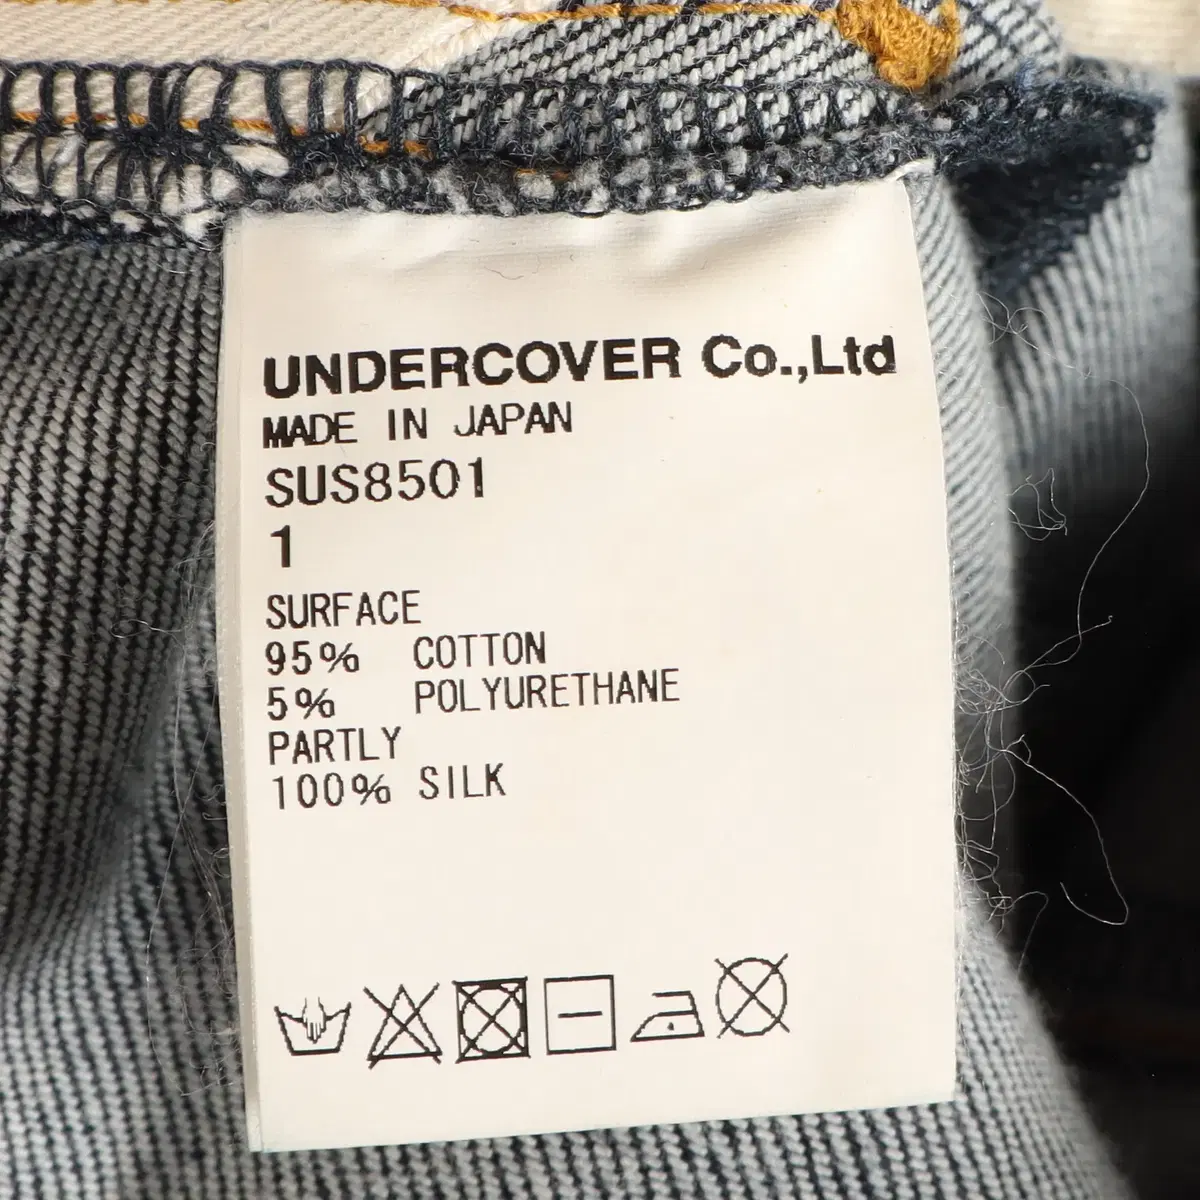 UNDERCOVER Co.,Ltd
MADE IN JAPAN
SUS8501
1
SURFACE
95% COTTON
5% POLYURETHANE
PARTLY
100% SILK